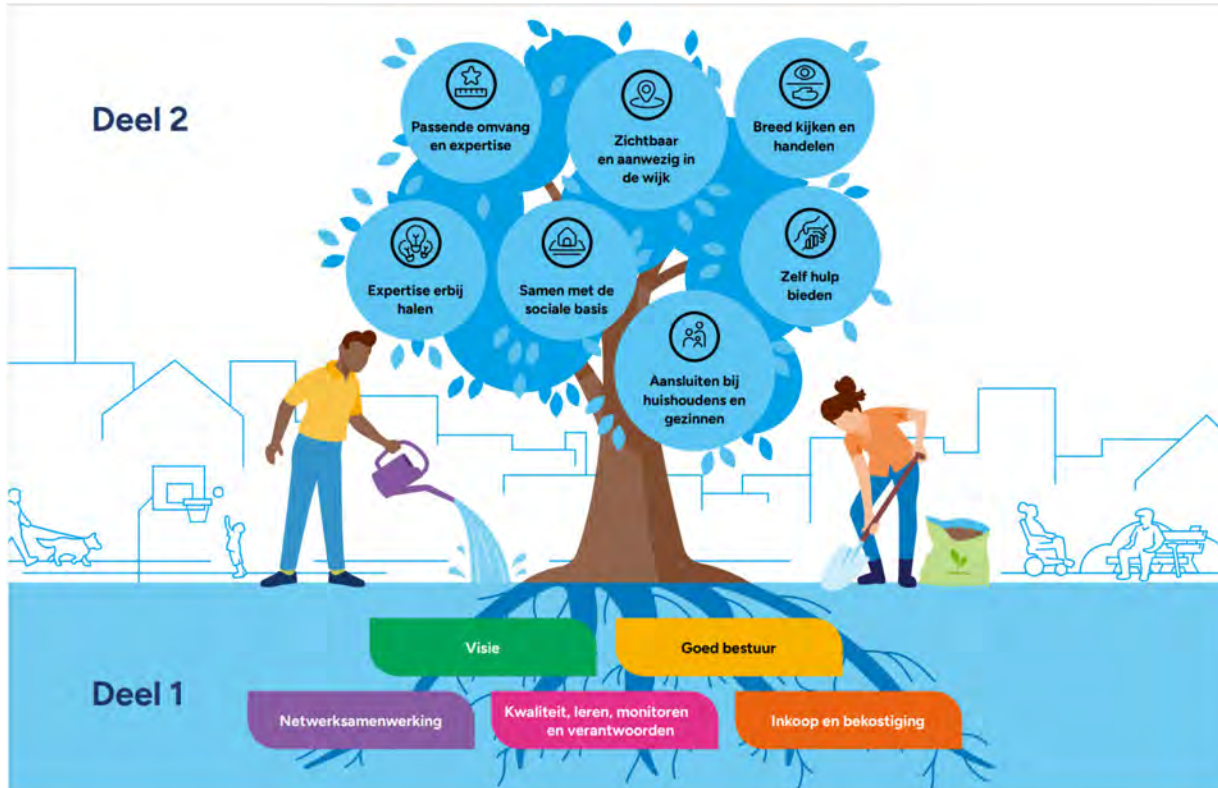 Deel 2
Passende omvang
en expertise
Zichtbaar
en aanwezig in
de wijk
Breed kijken en
handelen
Expertise erbij
halen
Samen met de
sociale basis
Zelf hulp
bieden
Aansluiten bij
huishoudens en
gezinnen
Deel 1
Visie
Goed bestuur
Netwerksamenwerking
Kwaliteit, leren, monitoren
en verantwoorden
Inkoop en bekostiging